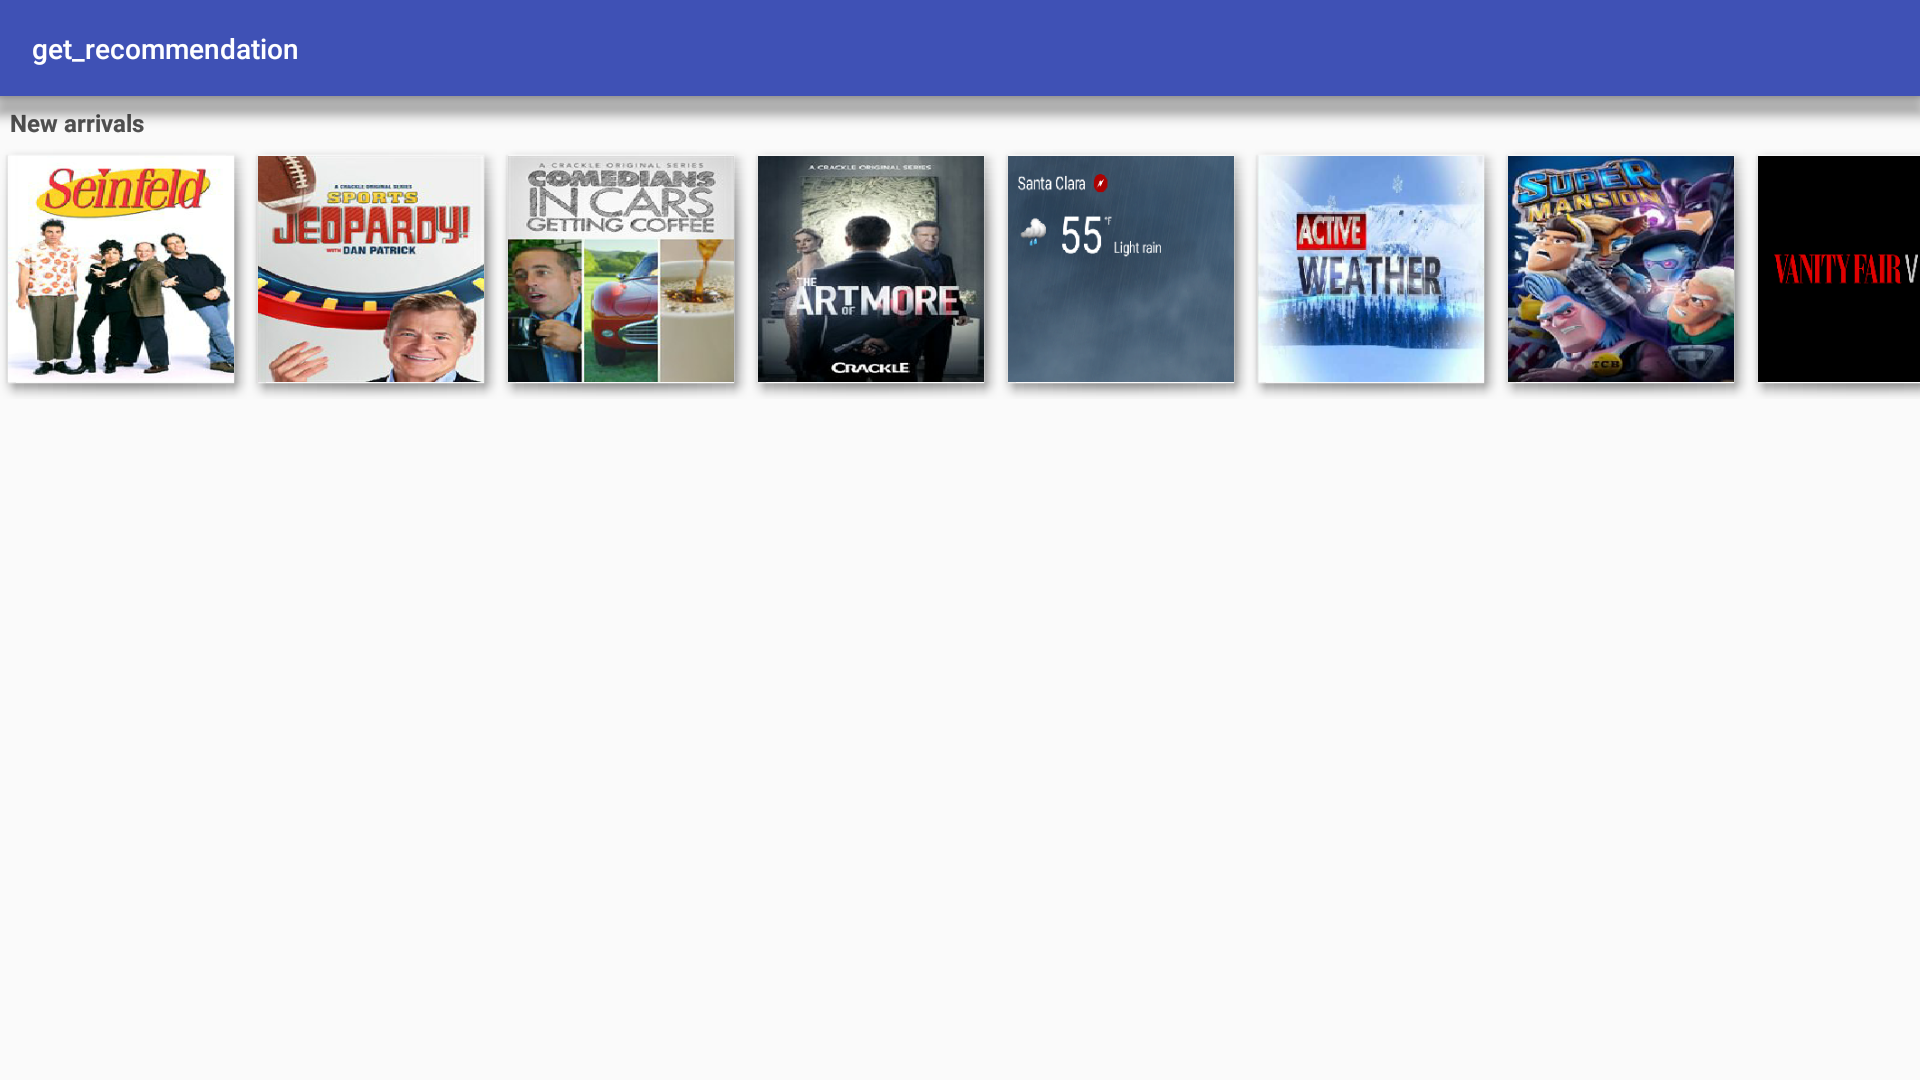 get_recommendation
New arrivals
Seinfeld
A CRACKLE ORIGINAL SERIES
SPORTS
JEOPARDY!
WITH DAN PATRICK
A CRACKLE ORIGINAL SERIES
COMEDIANS
IN CARS
GETTING COFFEE
A CRACKLE ORIGINAL SERIES
THE
ART OF MORE
CRACKLE
Santa Clara
55 °F
Light rain
ACTIVE
WEATHER
SUPER
MANSION
TCB
VANITY FAIR V